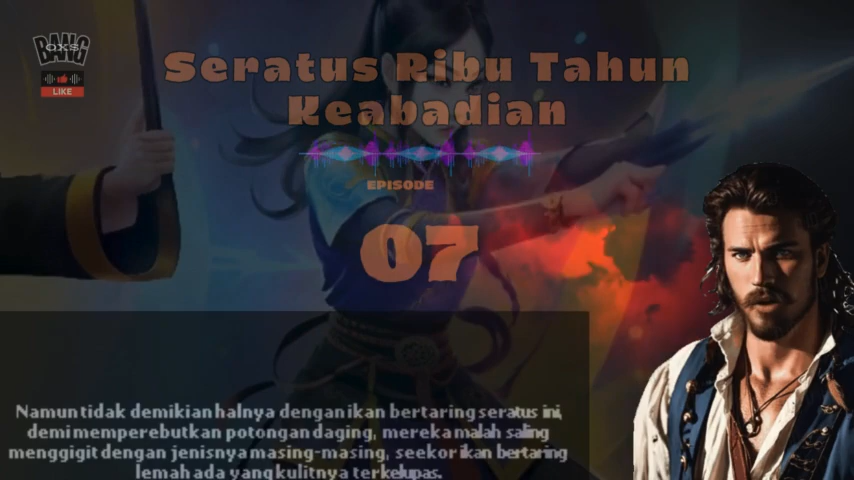 BANG
OXS
LIKE
Seratus Ribu Tahun
Keabadian
EPISODE
07
Namun tidak demikian halnya dengan ikan bertaring seratus ini,
demi memperebutkan potongan daging, mereka malah saling
menggigit dengan jenisnya masing-masing, seekor ikan bertaring
lemah ada yang kulitnya terkelupas.